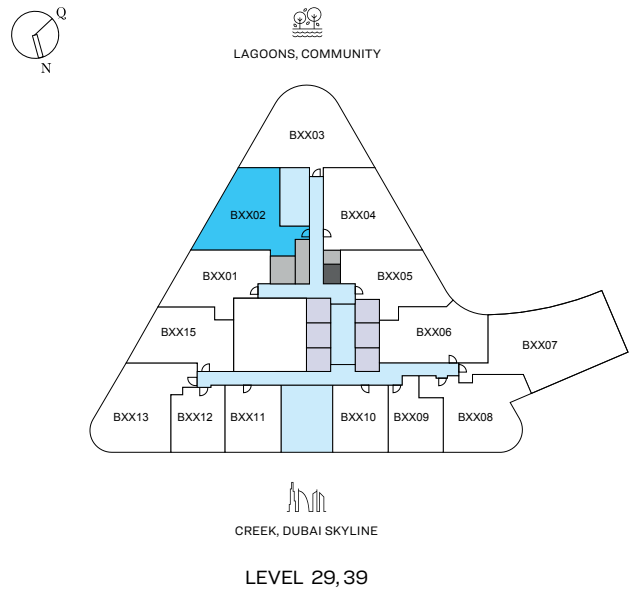 Q
N
LAGOONS, COMMUNITY
BXX03
BXX02
BXX04
BXX01
BXX05
BXX15
BXX06
BXX07
BXX13
BXX12
BXX11
BXX10
BXX09
BXX08
CREEK, DUBAI SKYLINE
LEVEL 29, 39